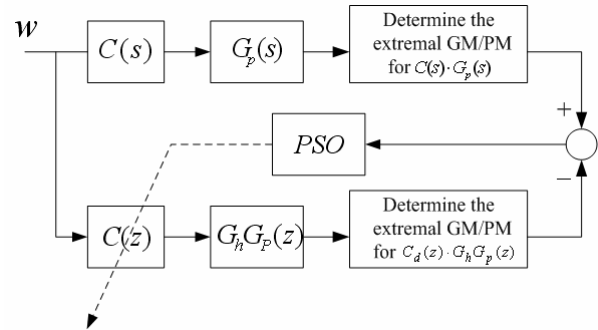 w
C(s)
G_p(s)
Determine the
extremal GM/PM
for C(s)·G_p(s)
+
PSO
−
C(z)
G_hG_P(z)
Determine the
extremal GM/PM
for C_d(z)·G_hG_p(z)